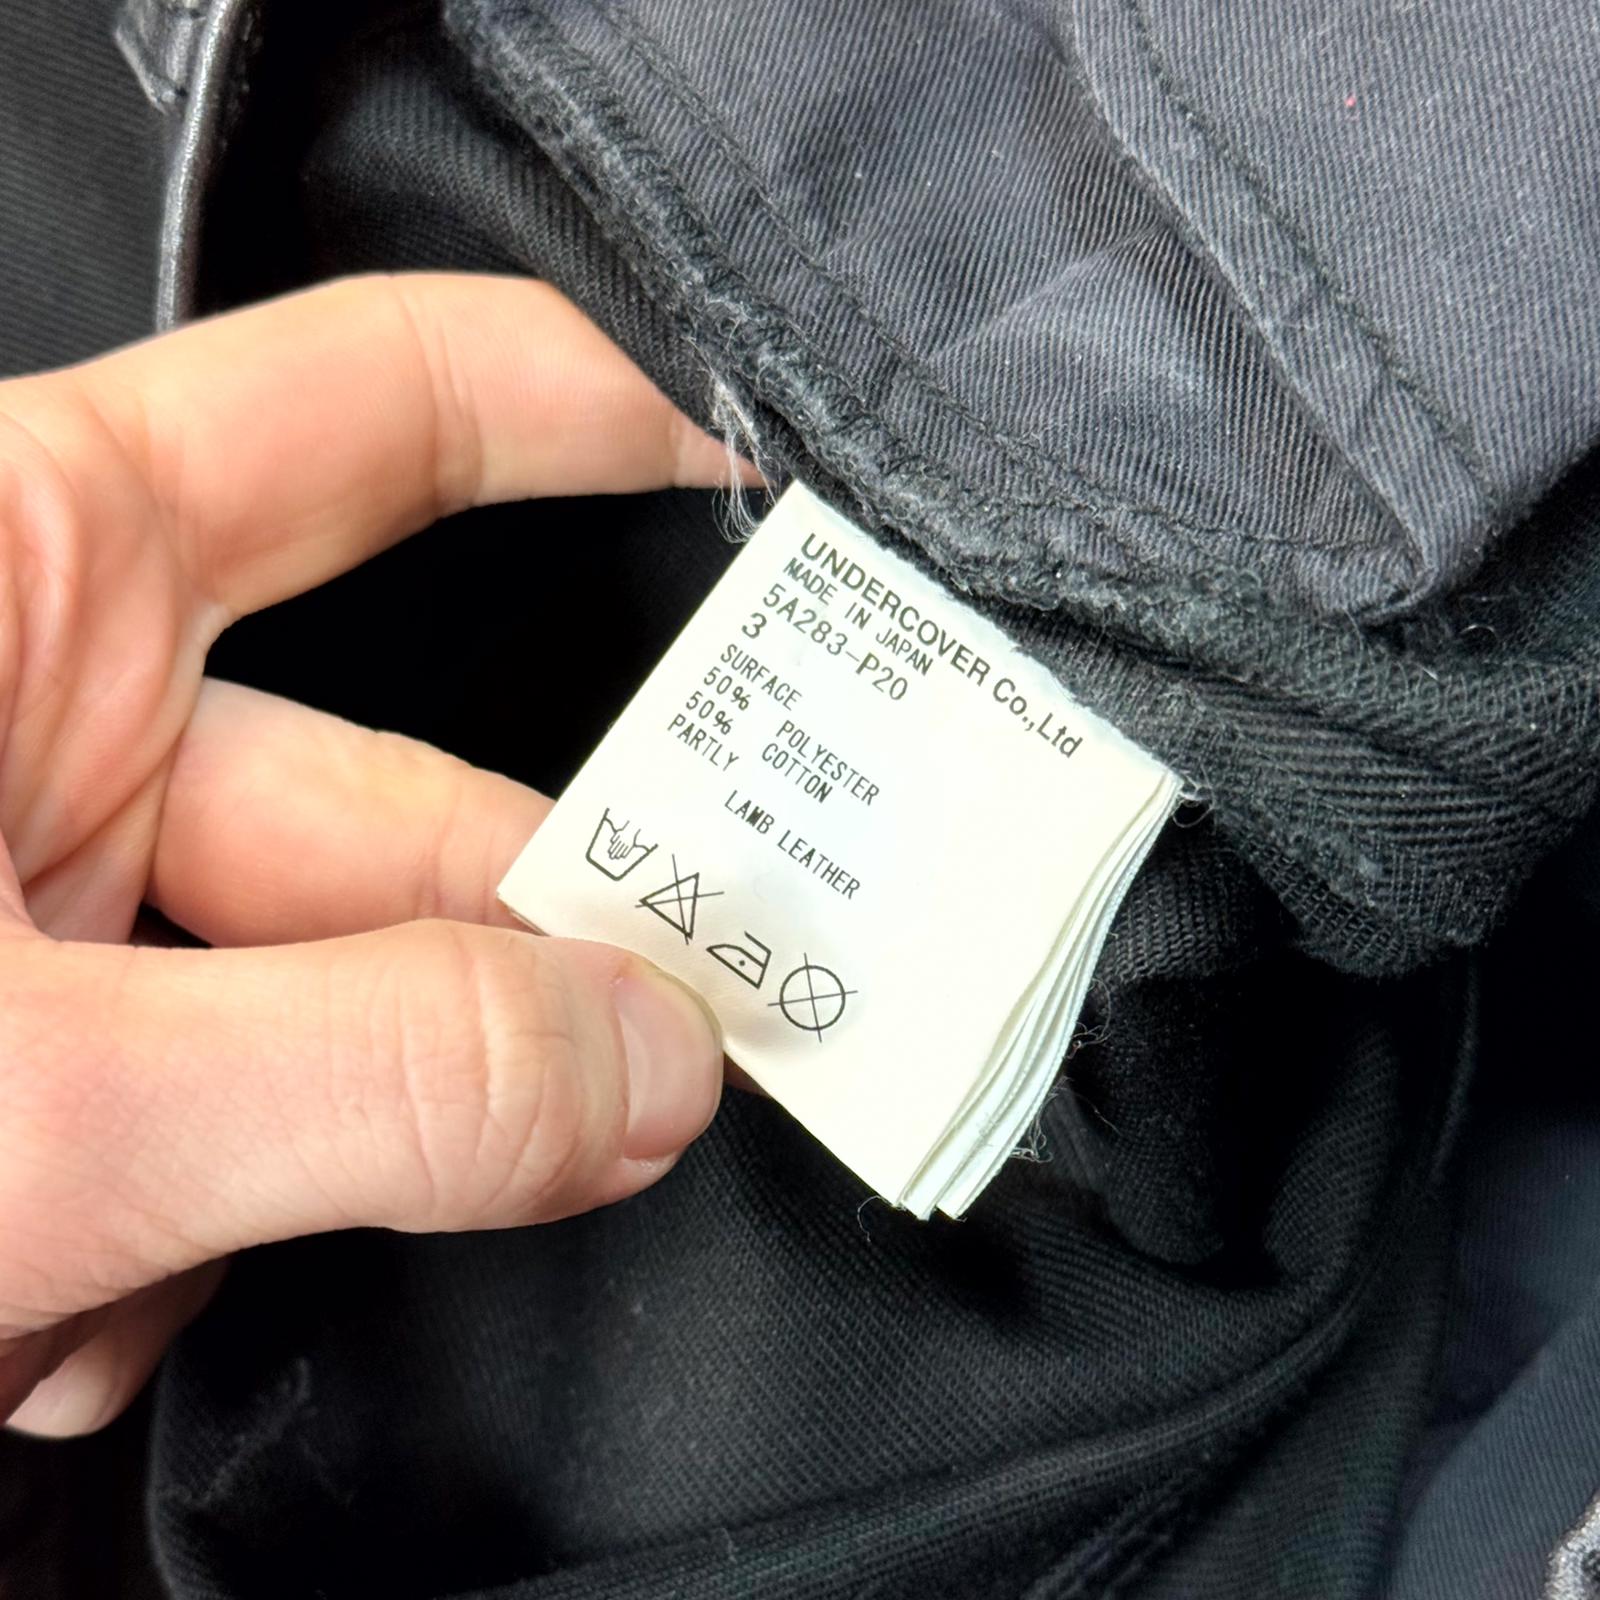 UNDERCOVER Co.,Ltd
MADE IN JAPAN
5A283-P20
3
SURFACE
50% POLYESTER
50% COTTON
PARTLY
LAMB LEATHER